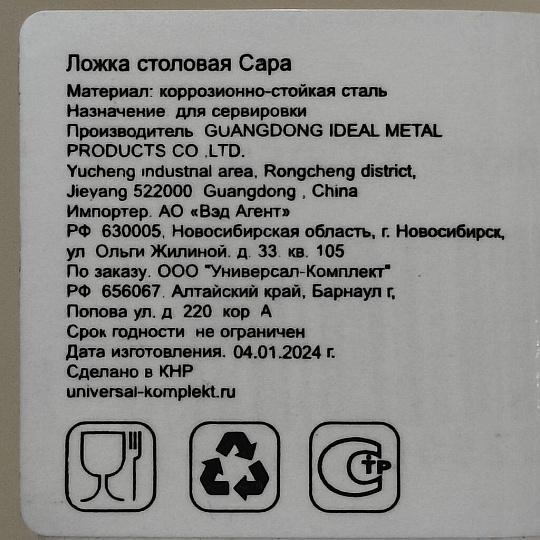 Ложка столовая Сара
Материал: коррозионно-стойкая сталь
Назначение для сервировки
Производитель GUANGDONG IDEAL METAL
PRODUCTS CO .LTD.
Yucheng industrial area, Rongcheng district,
Jieyang 522000 Guangdong , China
Импортер. АО «Вэд Агент»
РФ 630005, Новосибирская область, г. Новосибирск,
ул Ольги Жилиной. д. 33. кв. 105
По заказу. ООО "Универсал-Комплект"
РФ 656067. Алтайский край, Барнаул г,
Попова ул. д 220 кор А
Срок годности не ограничен
Дата изготовления. 04.01.2024 г.
Сделано в КНР
universal-komplekt.ru